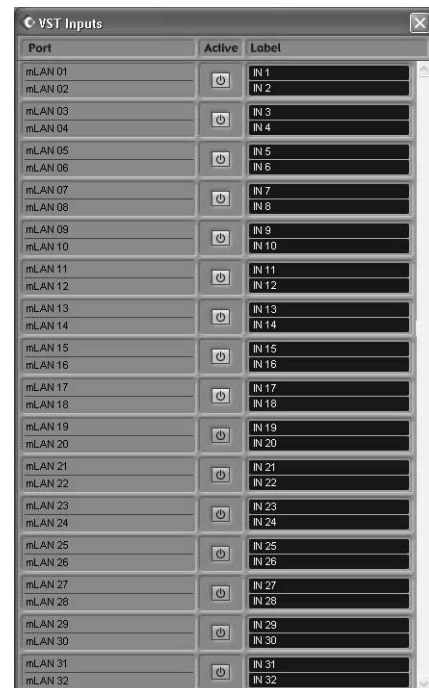 VST Inputs
Port Active Label
mLAN 01 IN 1
mLAN 02 IN 2
mLAN 03 IN 3
mLAN 04 IN 4
mLAN 05 IN 5
mLAN 06 IN 6
mLAN 07 IN 7
mLAN 08 IN 8
mLAN 09 IN 9
mLAN 10 IN 10
mLAN 11 IN 11
mLAN 12 IN 12
mLAN 13 IN 13
mLAN 14 IN 14
mLAN 15 IN 15
mLAN 16 IN 16
mLAN 17 IN 17
mLAN 18 IN 18
mLAN 19 IN 19
mLAN 20 IN 20
mLAN 21 IN 21
mLAN 22 IN 22
mLAN 23 IN 23
mLAN 24 IN 24
mLAN 25 IN 25
mLAN 26 IN 26
mLAN 27 IN 27
mLAN 28 IN 28
mLAN 29 IN 29
mLAN 30 IN 30
mLAN 31 IN 31
mLAN 32 IN 32